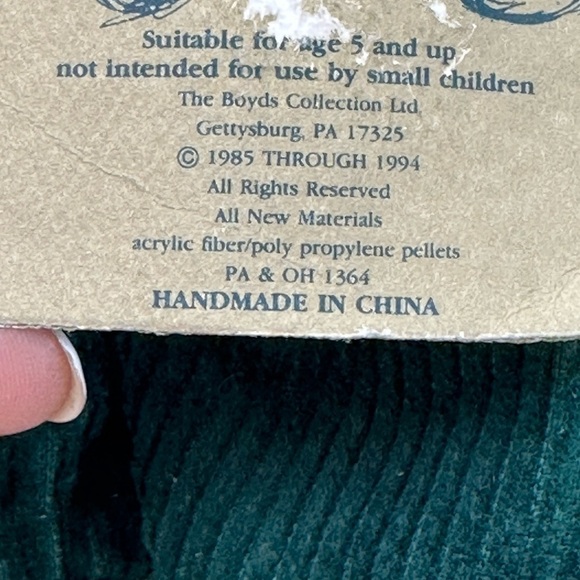 Suitable for age 5 and up
not intended for use by small children
The Boyds Collection Ltd.
Gettysburg, PA 17325
© 1985 THROUGH 1994
All Rights Reserved
All New Materials
acrylic fiber/poly propylene pellets
PA & OH 1364
HANDMADE IN CHINA